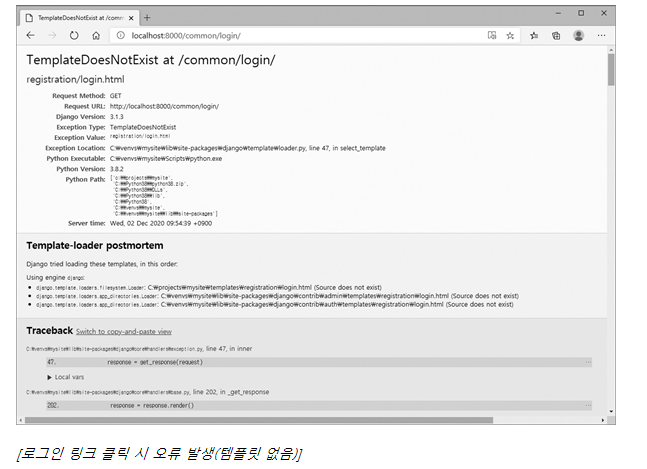 TemplateDoesNotExist at /comm
localhost:8000/common/login/
TemplateDoesNotExist at /common/login/
registration/login.html
Request Method: GET
Request URL: http://localhost:8000/common/login/
Django Version: 3.1.3
Exception Type: TemplateDoesNotExist
Exception Value: registration/login.html
Exception Location: C:₩venvs₩mysite₩lib₩site-packages₩django₩template₩loader.py, line 47, in select_template
Python Executable: C:₩venvs₩mysite₩Scripts₩python.exe
Python Version: 3.8.2
Python Path: ['c:₩₩projects₩₩mysite',
'C:₩₩Python38₩₩python38.zip',
'C:₩₩Python38₩₩DLLs',
'C:₩₩Python38₩₩lib',
'C:₩₩Python38',
'C:₩₩venvs₩₩mysite',
'C:₩₩venvs₩₩mysite₩₩lib₩₩site-packages']
Server time: Wed, 02 Dec 2020 09:54:39 +0900
Template-loader postmortem
Django tried loading these templates, in this order:
Using engine django:
django.template.loaders.filesystem.Loader: C:₩projects₩mysite₩templates₩registration₩login.html (Source does not exist)
django.template.loaders.app_directories.Loader: C:₩venvs₩mysite₩lib₩site-packages₩django₩contrib₩admin₩templates₩registration₩login.html (Source does not exist)
django.template.loaders.app_directories.Loader: C:₩venvs₩mysite₩lib₩site-packages₩django₩contrib₩auth₩templates₩registration₩login.html (Source does not exist)
Traceback Switch to copy-and-paste view
C:₩venvs₩mysite₩lib₩site-packages₩django₩core₩handlers₩exception.py, line 47, in inner
47. response = get_response(request) …
▶ Local vars
C:₩venvs₩mysite₩lib₩site-packages₩django₩core₩handlers₩base.py, line 202, in _get_response
202. response = response.render() …
[로그인 링크 클릭 시 오류 발생(템플릿 없음)]